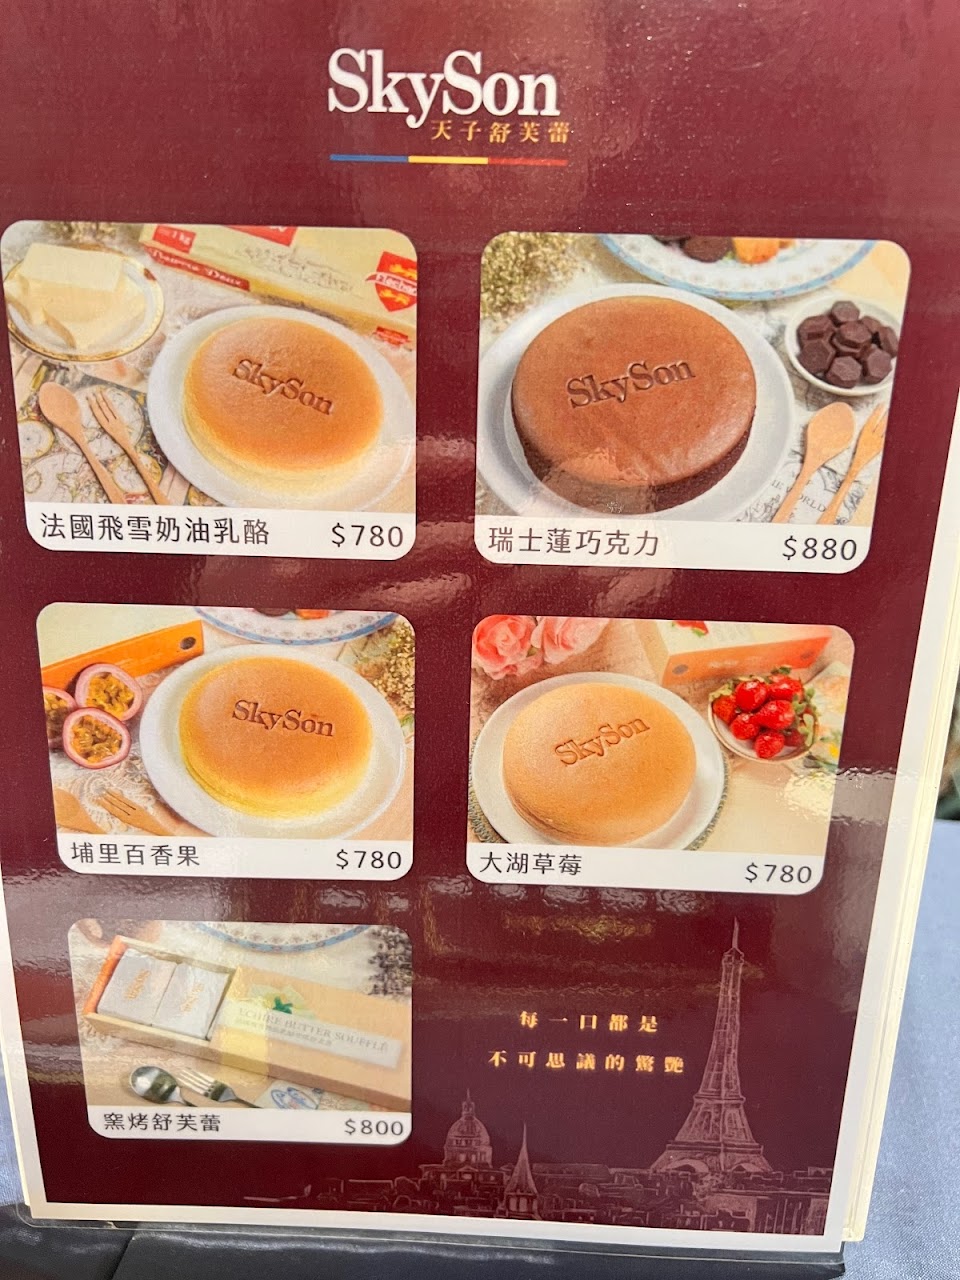 SkySon
天子舒芙蕾
SkySon
法國飛雪奶油乳酪 $780
SkySon
瑞士蓮巧克力 $880
SkySon
埔里百香果 $780
SkySon
大湖草莓 $780
ECHIRE BUTTER SOUFFLE
窯烤舒芙蕾 $800
每一口都是
不可思議的驚艷